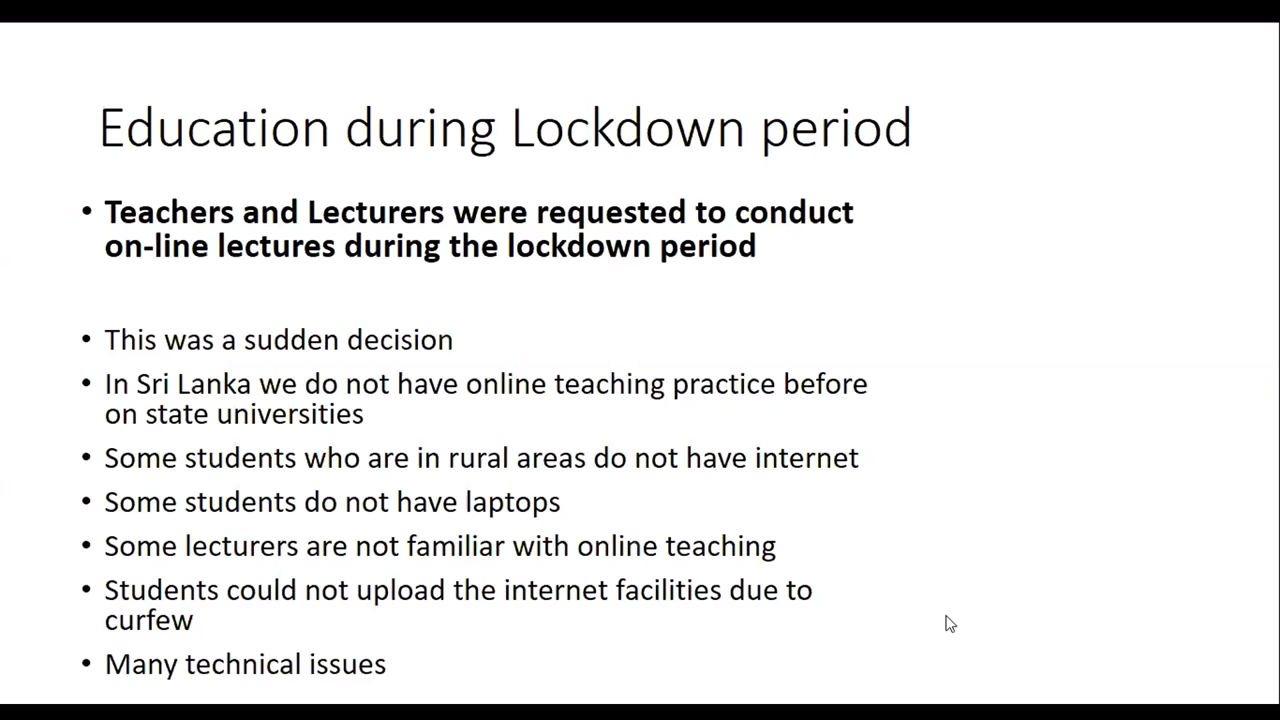 Education during Lockdown period
• Teachers and Lecturers were requested to conduct
on-line lectures during the lockdown period
• This was a sudden decision
• In Sri Lanka we do not have online teaching practice before
on state universities
• Some students who are in rural areas do not have internet
• Some students do not have laptops
• Some lecturers are not familiar with online teaching
• Students could not upload the internet facilities due to
curfew
• Many technical issues